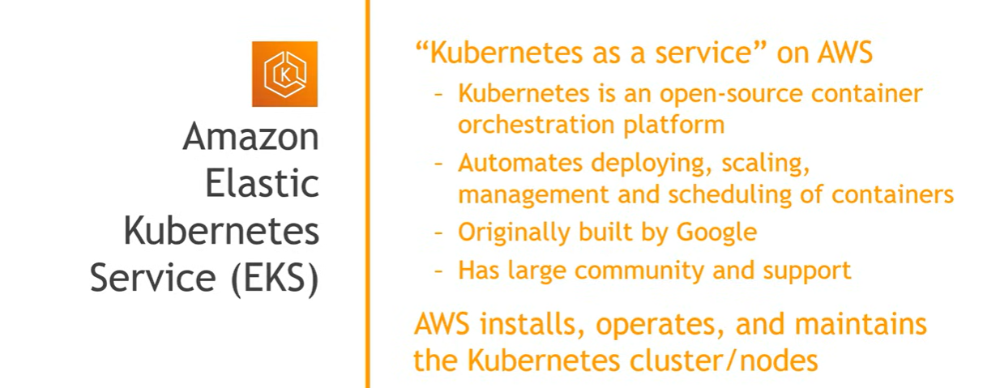 K
Amazon
Elastic
Kubernetes
Service (EKS)
“Kubernetes as a service” on AWS
– Kubernetes is an open-source container
orchestration platform
– Automates deploying, scaling,
management and scheduling of containers
– Originally built by Google
– Has large community and support
AWS installs, operates, and maintains
the Kubernetes cluster/nodes